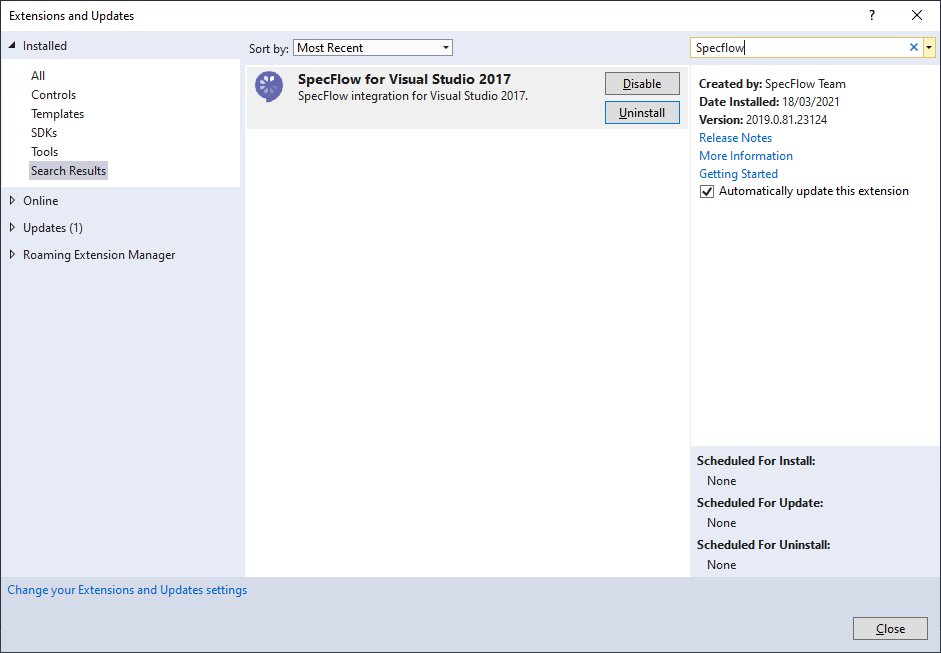 Extensions and Updates
?
Installed
All
Controls
Templates
SDKs
Tools
Search Results
Online
Updates (1)
Roaming Extension Manager
Sort by: Most Recent
SpecFlow for Visual Studio 2017
SpecFlow integration for Visual Studio 2017.
Disable
Uninstall
Specflow
Created by: SpecFlow Team
Date Installed: 18/03/2021
Version: 2019.0.81.23124
Release Notes
More Information
Getting Started
Automatically update this extension
Scheduled For Install:
None
Scheduled For Update:
None
Scheduled For Uninstall:
None
Change your Extensions and Updates settings
Close